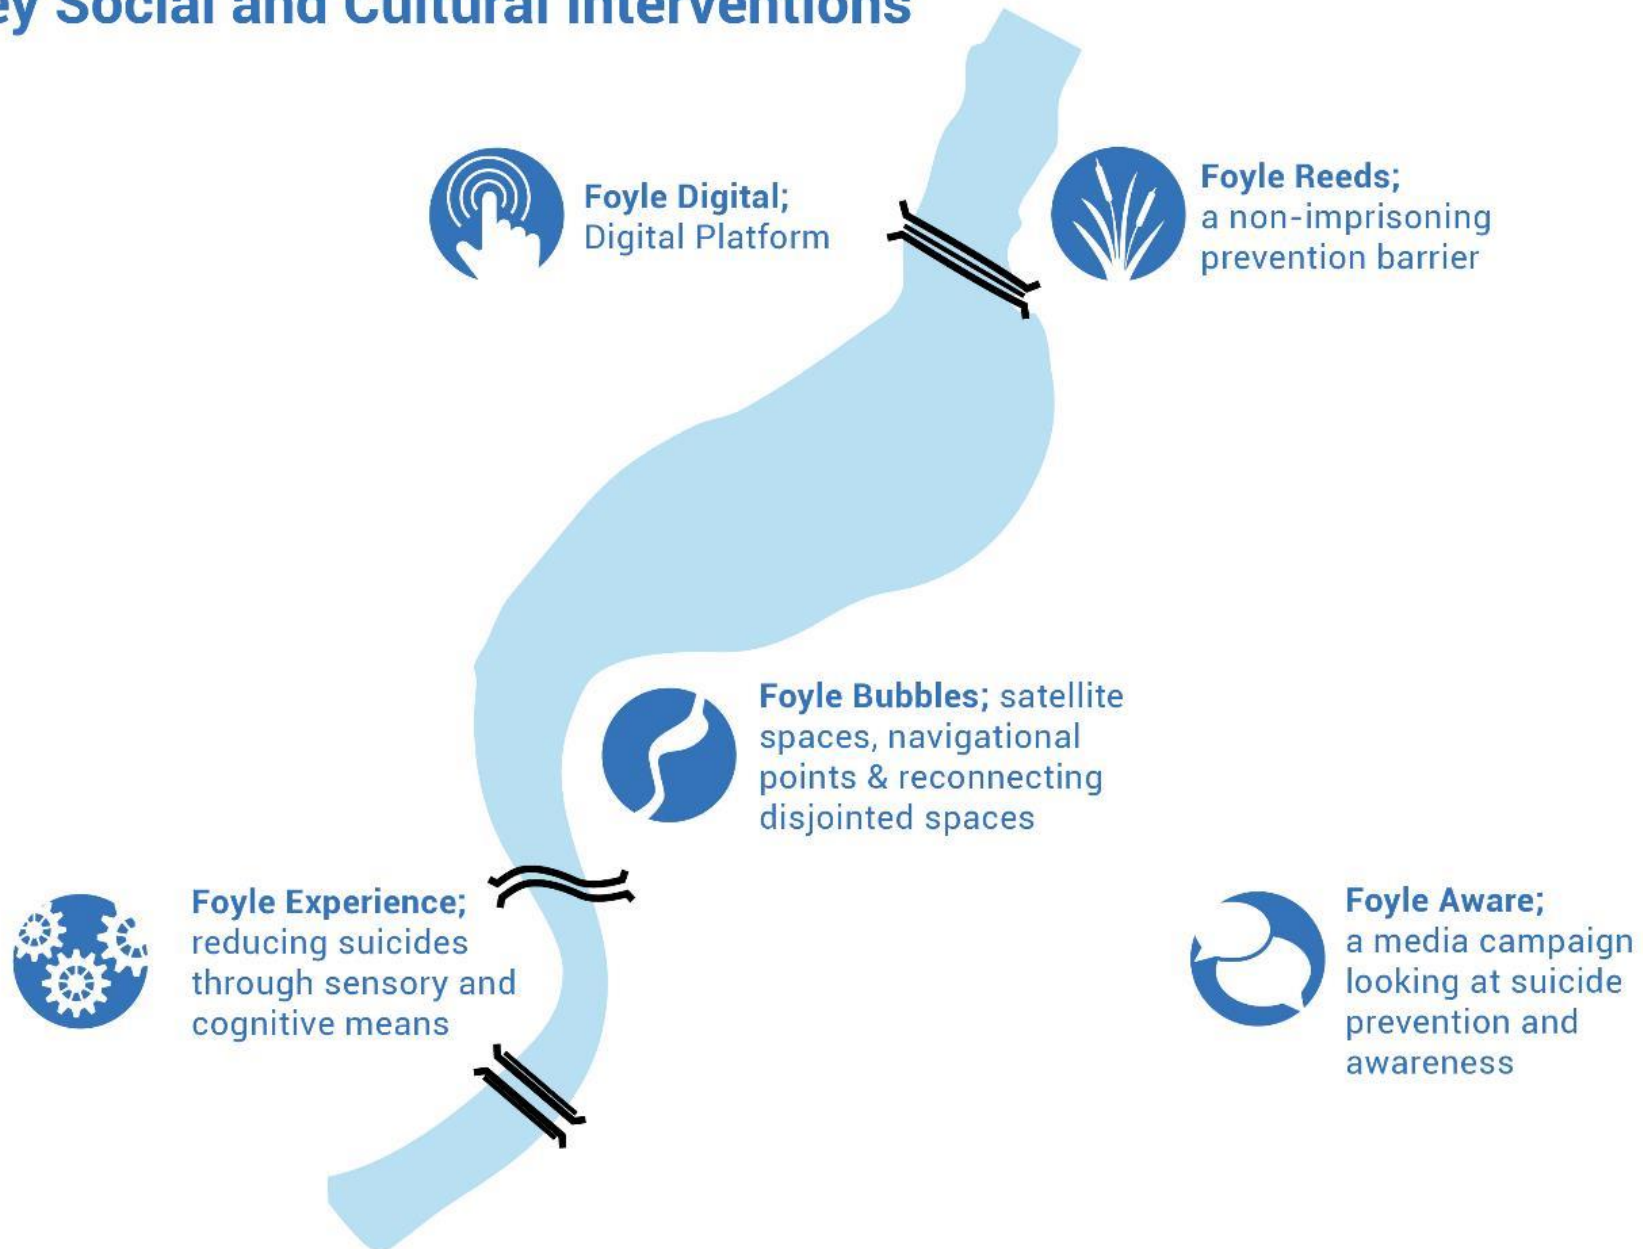 ey Social and Cultural Interventions
Foyle Digital;
Digital Platform
Foyle Reeds;
a non-imprisoning
prevention barrier
Foyle Bubbles; satellite
spaces, navigational
points & reconnecting
disjointed spaces
Foyle Experience;
reducing suicides
through sensory and
cognitive means
Foyle Aware;
a media campaign
looking at suicide
prevention and
awareness